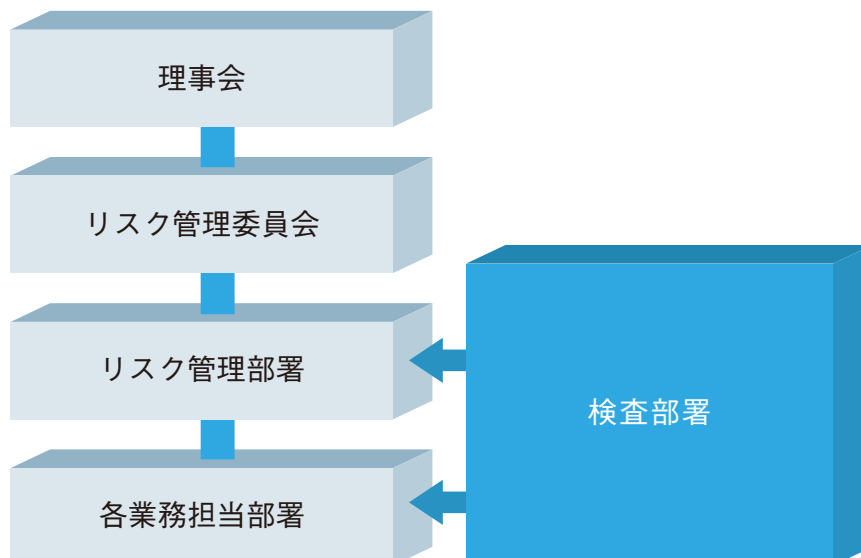 理事会
リスク管理委員会
リスク管理部署
検査部署
各業務担当部署